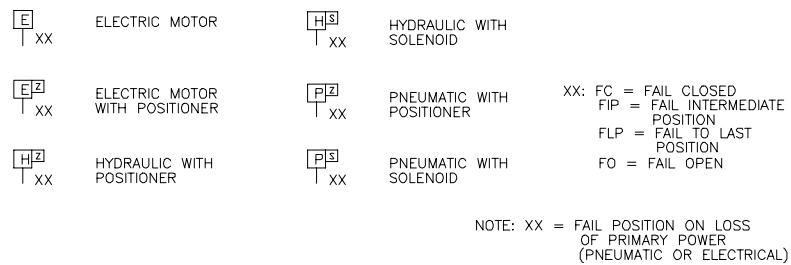 E
XX
ELECTRIC MOTOR
E Z
XX
ELECTRIC MOTOR
WITH POSITIONER
H Z
XX
HYDRAULIC WITH
POSITIONER
H S
XX
HYDRAULIC WITH
SOLENOID
P Z
XX
PNEUMATIC WITH
POSITIONER
P S
XX
PNEUMATIC WITH
SOLENOID
XX: FC = FAIL CLOSED
FIP = FAIL INTERMEDIATE
POSITION
FLP = FAIL TO LAST
POSITION
FO = FAIL OPEN
NOTE: XX = FAIL POSITION ON LOSS
OF PRIMARY POWER
(PNEUMATIC OR ELECTRICAL)